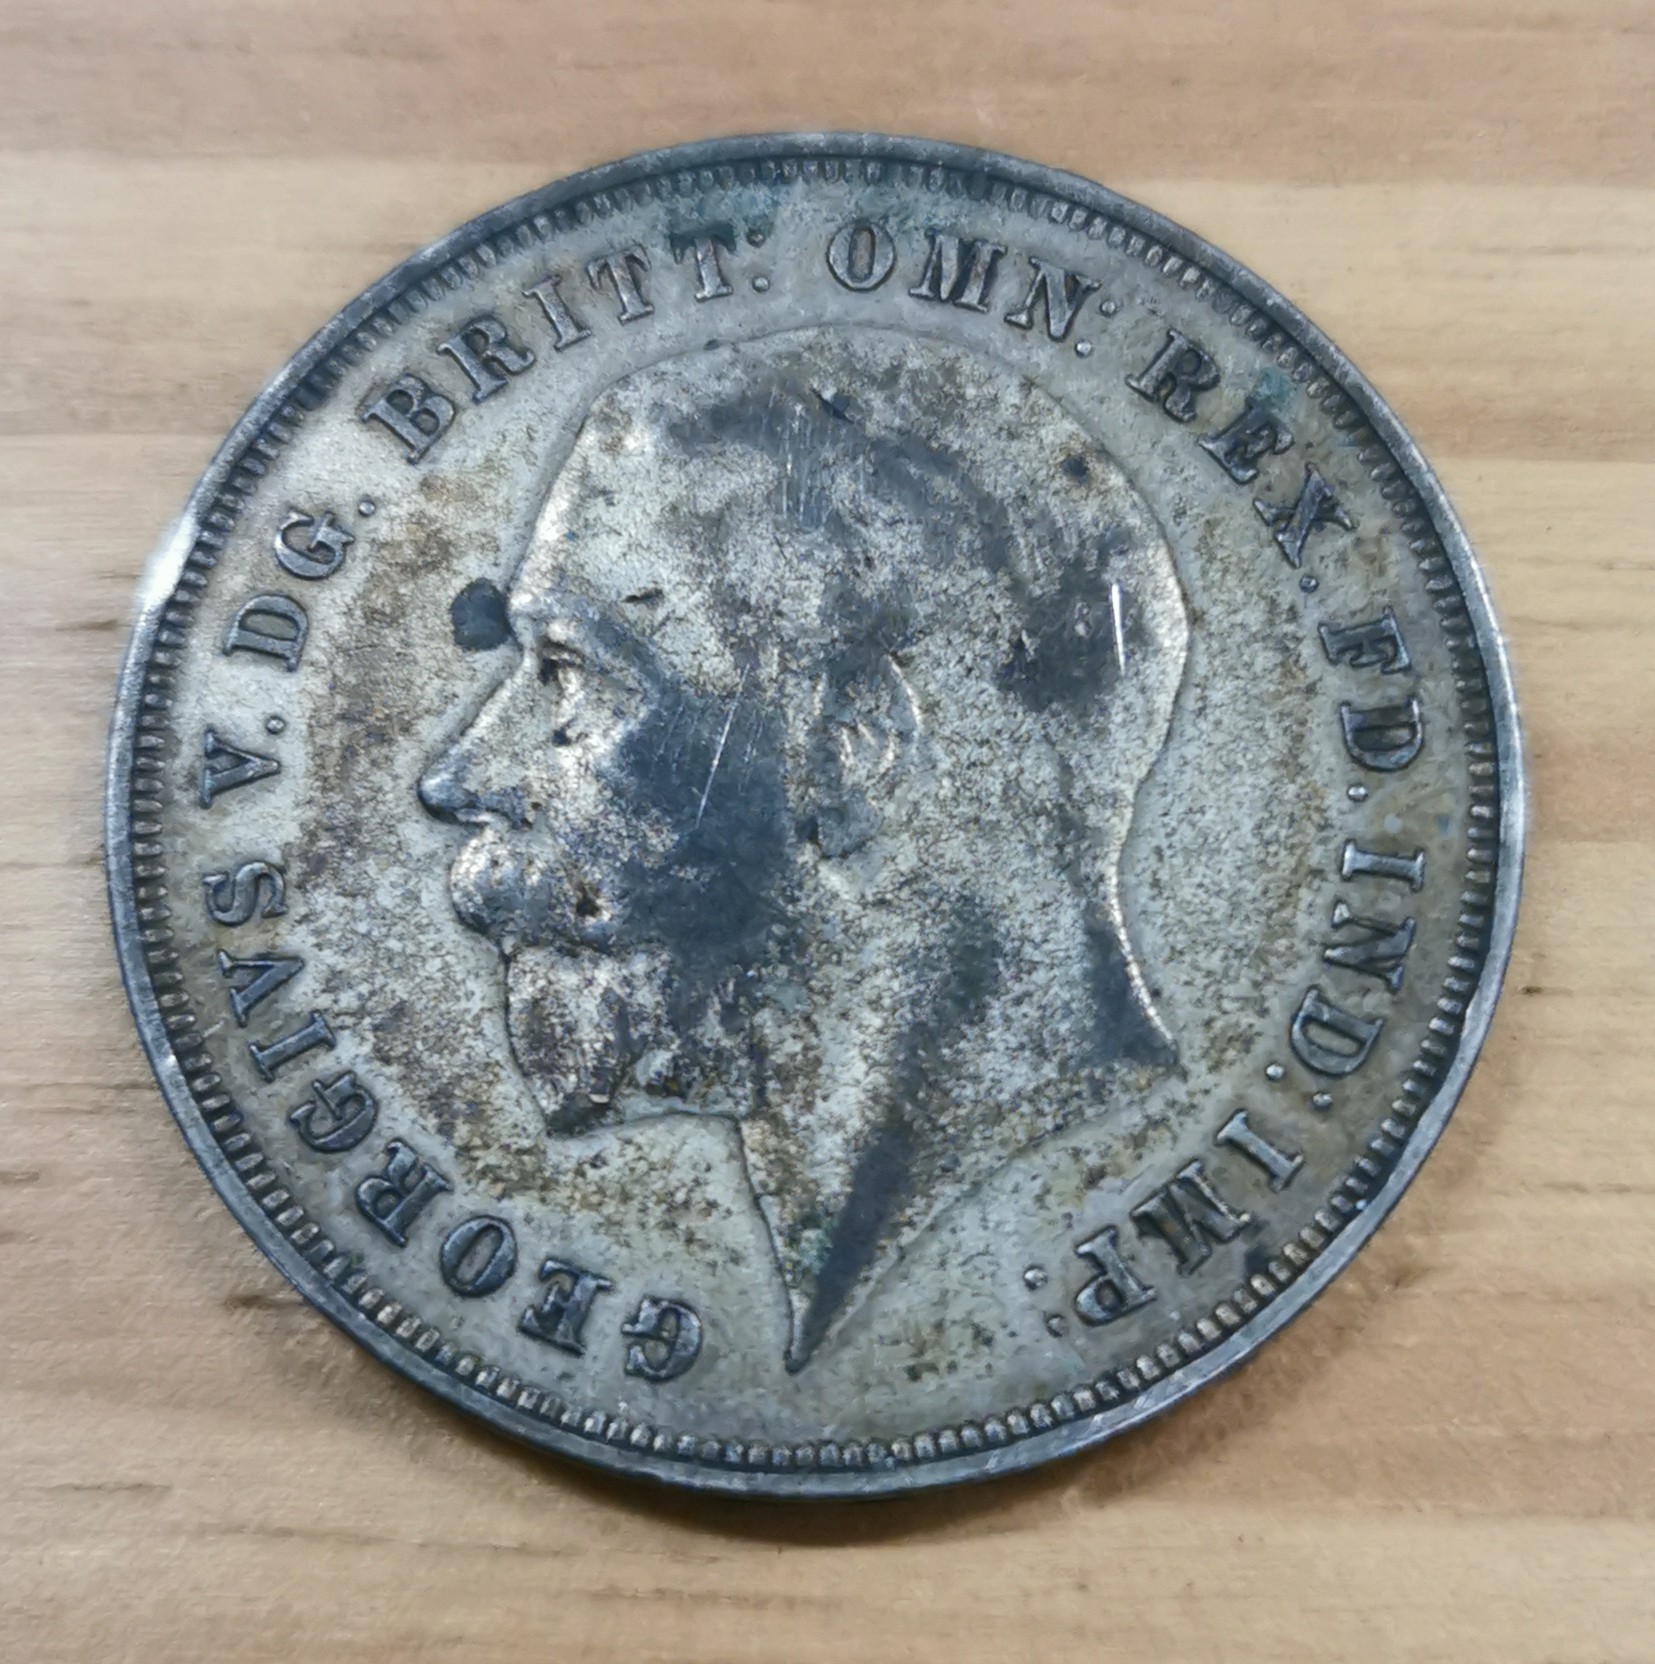 GEORGIVS V. DG. BRITT: OMN: REX. FD. IND: IMP: